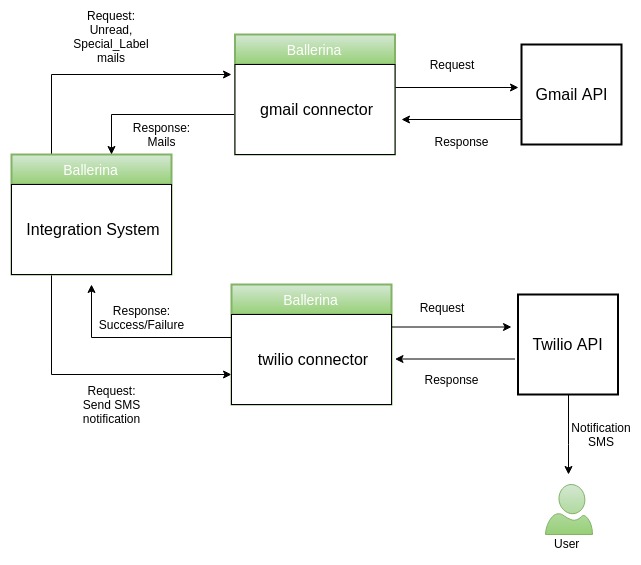 Request:
Unread,
Special_Label
mails
Ballerina
gmail connector
Request
Gmail API
Response
Response:
Mails
Ballerina
Integration System
Ballerina
twilio connector
Response:
Success/Failure
Request
Twilio API
Response
Request:
Send SMS
notification
Notification
SMS
User